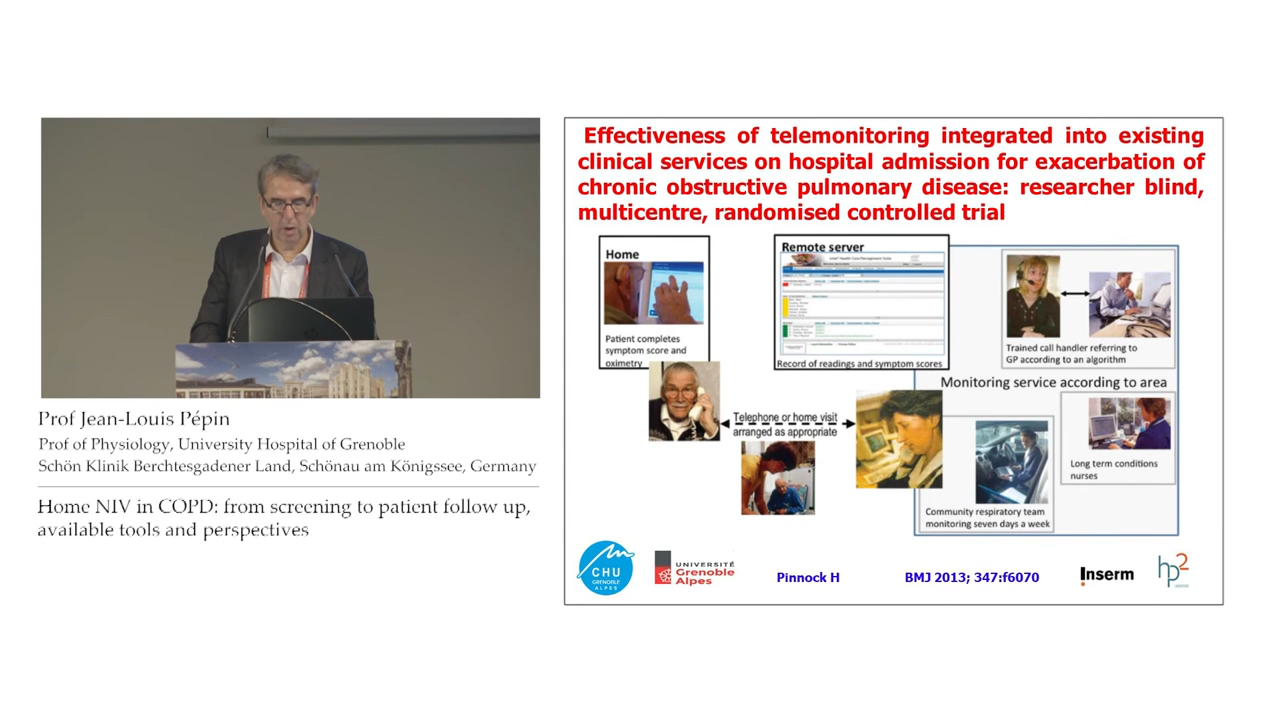 Prof Jean-Louis Pépin
Prof of Physiology, University Hospital of Grenoble
Schön Klinik Berchtesgadener Land, Schönau am Königssee, Germany
Home NIV in COPD: from screening to patient follow up,
available tools and perspectives
Effectiveness of telemonitoring integrated into existing
clinical services on hospital admission for exacerbation of
chronic obstructive pulmonary disease: researcher blind,
multicentre, randomised controlled trial
Home
Patient completes
symptom score and
oximetry
Remote server
Record of readings and symptom scores
Trained call handler referring to
GP according to an algorithm
Monitoring service according to area
Telephone or home visit
arranged as appropriate
Long term conditions
nurses
Community respiratory team
monitoring seven days a week
CHU
GRENOBLE
ALPES
UNIVERSITÉ
Grenoble
Alpes
Pinnock H
BMJ 2013; 347:f6070
Inserm
hp2